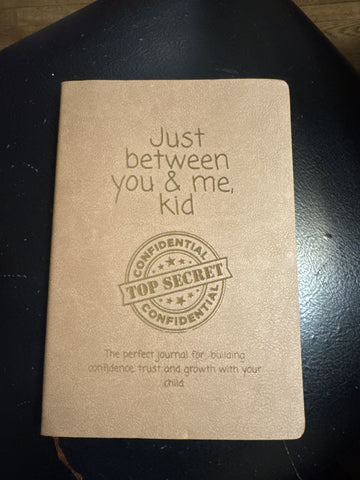 Just
between
you & me,
kid
CONFIDENTIAL
TOP SECRET
CONFIDENTIAL
The perfect journal for building
confidence, trust and growth with your
child